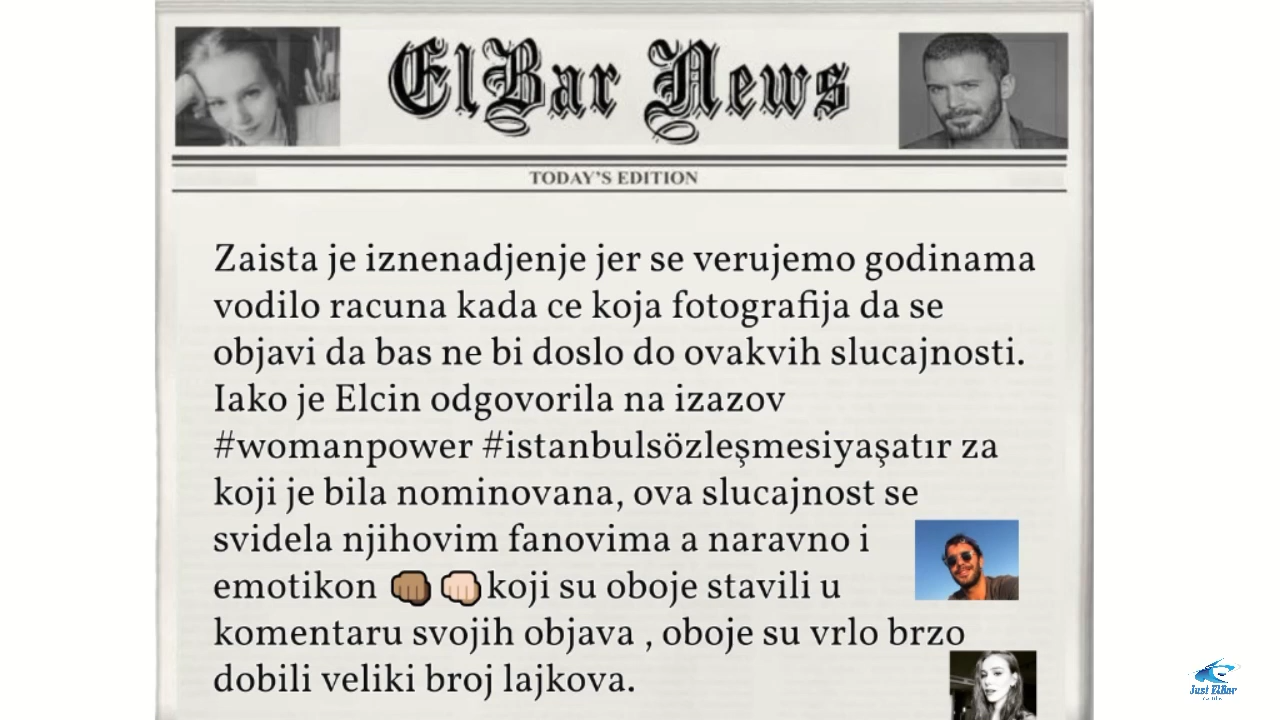 ElBar News
TODAY'S EDITION
Zaista je iznenadjenje jer se verujemo godinama
vodilo racuna kada ce koja fotografija da se
objavi da bas ne bi doslo do ovakvih slucajnosti.
Iako je Elcin odgovorila na izazov
#womanpower #istanbulsözleşmesiyaşatır za
koji je bila nominovana, ova slucajnost se
svidela njihovim fanovima a naravno i
emotikon 👊🏾 👊🏻 koji su oboje stavili u
komentaru svojih objava , oboje su vrlo brzo
dobili veliki broj lajkova.
Just ElBar